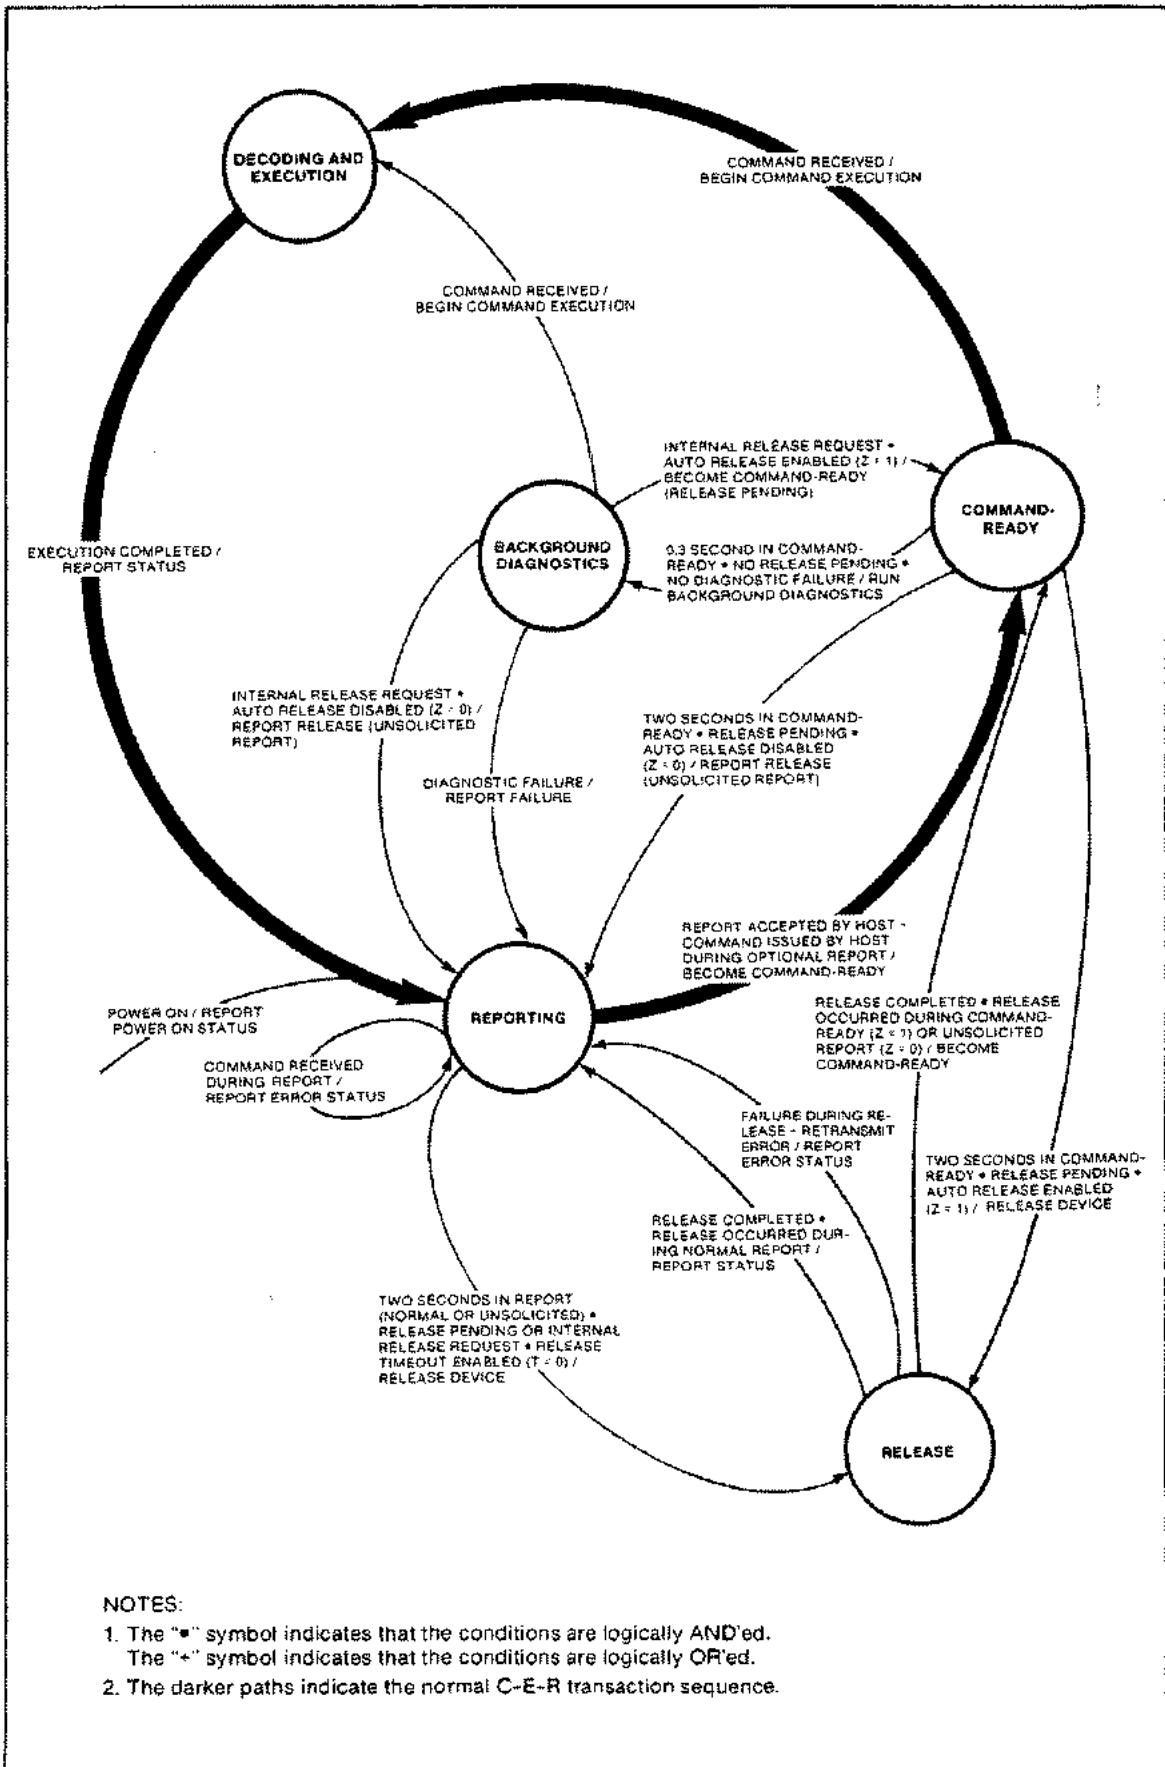 DECODING AND
EXECUTION
COMMAND RECEIVED /
BEGIN COMMAND EXECUTION
COMMAND RECEIVED /
BEGIN COMMAND EXECUTION
INTERNAL RELEASE REQUEST •
AUTO RELEASE ENABLED (Z = 1) /
BECOME COMMAND-READY
(RELEASE PENDING)
COMMAND-
READY
BACKGROUND
DIAGNOSTICS
0.3 SECOND IN COMMAND-
READY • NO RELEASE PENDING •
NO DIAGNOSTIC FAILURE / RUN
BACKGROUND DIAGNOSTICS
EXECUTION COMPLETED /
REPORT STATUS
INTERNAL RELEASE REQUEST •
AUTO RELEASE DISABLED (Z = 0) /
REPORT RELEASE (UNSOLICITED
REPORT)
TWO SECONDS IN COMMAND-
READY • RELEASE PENDING •
AUTO RELEASE DISABLED
(Z = 0) / REPORT RELEASE
(UNSOLICITED REPORT)
DIAGNOSTIC FAILURE /
REPORT FAILURE
REPORT ACCEPTED BY HOST +
COMMAND ISSUED BY HOST
DURING OPTIONAL REPORT /
BECOME COMMAND-READY
POWER ON / REPORT
POWER ON STATUS
REPORTING
RELEASE COMPLETED • RELEASE
OCCURRED DURING COMMAND-
READY (Z = 1) OR UNSOLICITED
REPORT (Z = 0) / BECOME
COMMAND-READY
COMMAND RECEIVED
DURING REPORT /
REPORT ERROR STATUS
FAILURE DURING RE-
LEASE + RETRANSMIT
ERROR / REPORT
ERROR STATUS
TWO SECONDS IN COMMAND-
READY • RELEASE PENDING •
AUTO RELEASE ENABLED
(Z = 1) / RELEASE DEVICE
RELEASE COMPLETED •
RELEASE OCCURRED DUR-
ING NORMAL REPORT /
REPORT STATUS
TWO SECONDS IN REPORT
(NORMAL OR UNSOLICITED) •
RELEASE PENDING OR INTERNAL
RELEASE REQUEST • RELEASE
TIMEOUT ENABLED (T = 0) /
RELEASE DEVICE
RELEASE
NOTES:
1. The "•" symbol indicates that the conditions are logically AND'ed.
The "+" symbol indicates that the conditions are logically OR'ed.
2. The darker paths indicate the normal C-E-R transaction sequence.